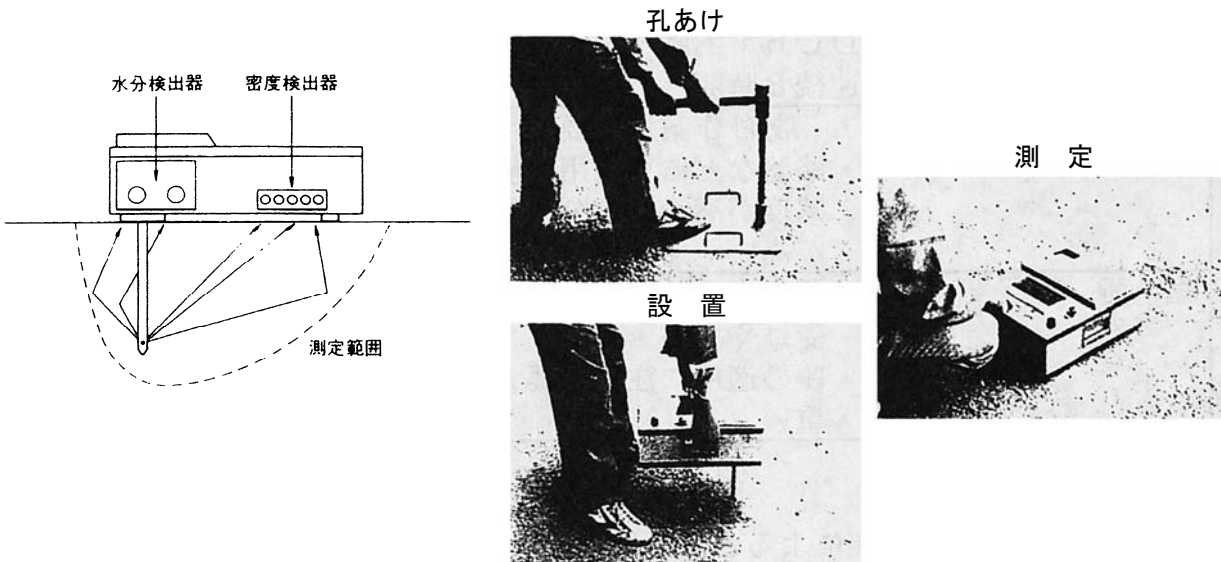 孔あけ
水分検出器
密度検出器
測定範囲
設 置
測 定